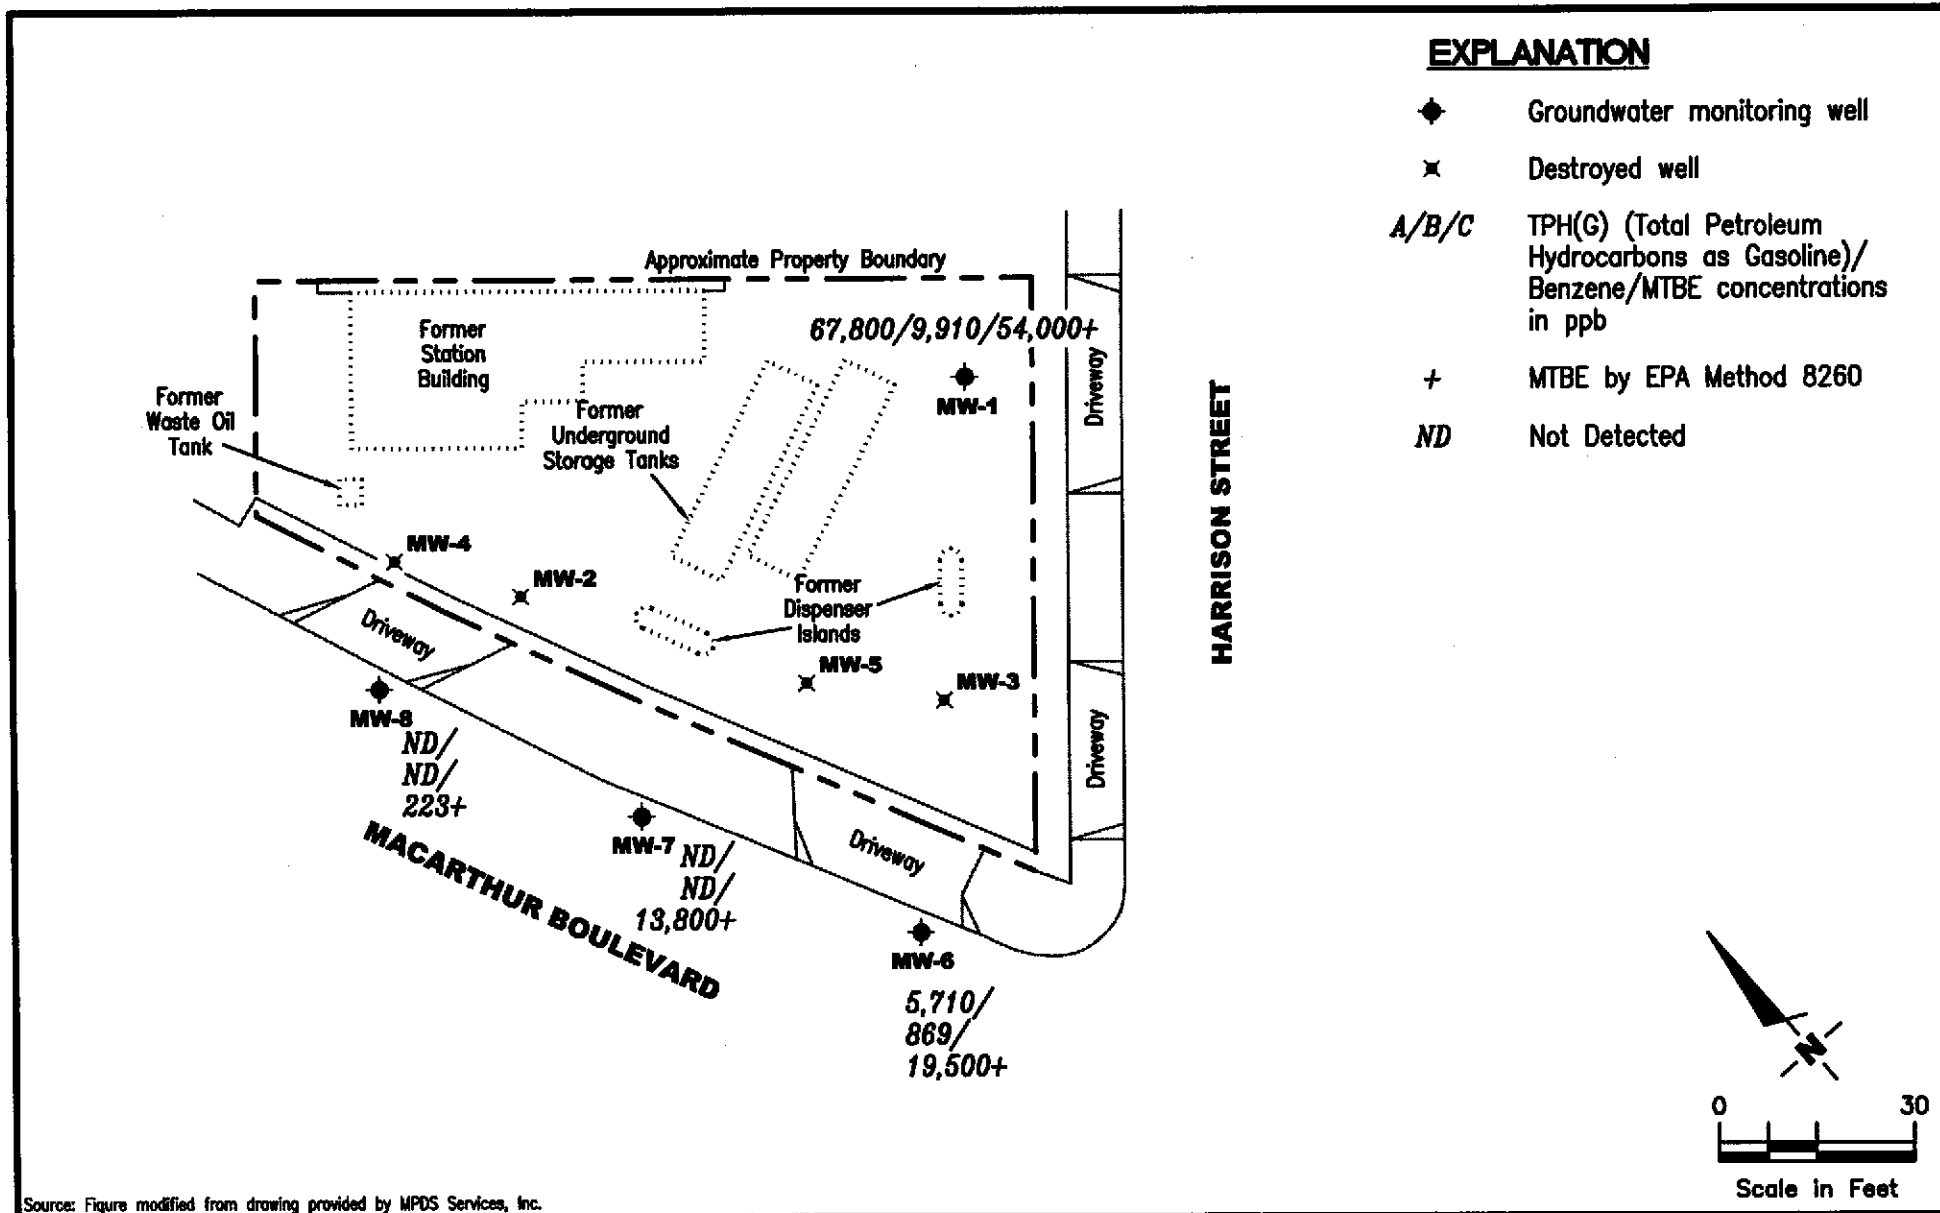 EXPLANATION
Groundwater monitoring well
Destroyed well
A/B/C
TPH(G) (Total Petroleum
Hydrocarbons as Gasoline)/
Benzene/MTBE concentrations
in ppb
+
MTBE by EPA Method 8260
ND
Not Detected
Approximate Property Boundary
Former
Station
Building
67,800/9,910/54,000+
MW-1
Driveway
Former
Waste Oil
Tank
Former
Underground
Storage Tanks
HARRISON STREET
MW-4
MW-2
Former
Dispenser
Islands
Driveway
MW-5
MW-3
MW-8
ND/
ND/
223+
Driveway
MW-7
ND/
ND/
13,800+
Driveway
MACARTHUR BOULEVARD
MW-6
5,710/
869/
19,500+
N
0
30
Scale in Feet
Source: Figure modified from drawing provided by MPDS Services, Inc.